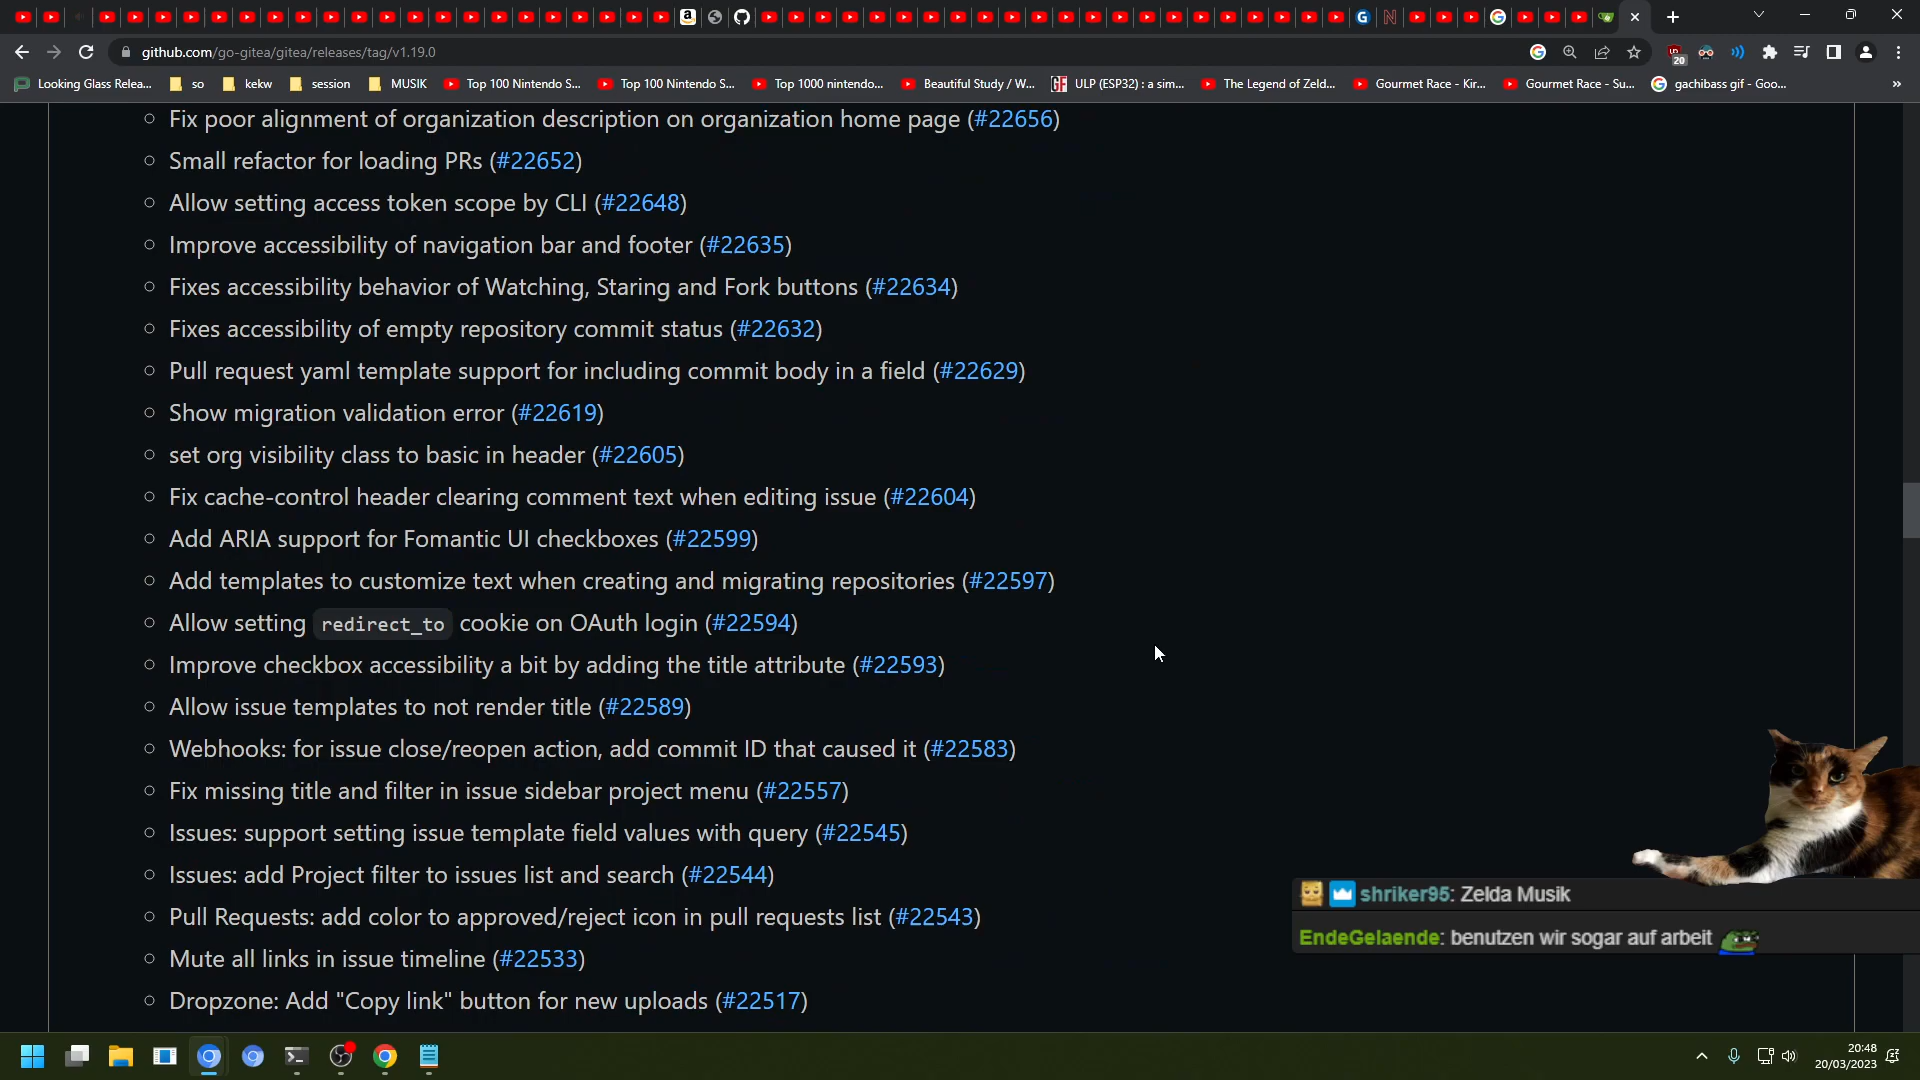 github.com/go-gitea/gitea/releases/tag/v1.19.0
20
Looking Glass Relea...
so
kekw
session
MUSIK
Top 100 Nintendo S...
Top 100 Nintendo S...
Top 1000 nintendo...
Beautiful Study / W...
ULP (ESP32) : a sim...
The Legend of Zeld...
Gourmet Race - Kir...
Gourmet Race - Su...
gachibass gif - Goo...
»
Fix poor alignment of organization description on organization home page (#22656)
Small refactor for loading PRs (#22652)
Allow setting access token scope by CLI (#22648)
Improve accessibility of navigation bar and footer (#22635)
Fixes accessibility behavior of Watching, Staring and Fork buttons (#22634)
Fixes accessibility of empty repository commit status (#22632)
Pull request yaml template support for including commit body in a field (#22629)
Show migration validation error (#22619)
set org visibility class to basic in header (#22605)
Fix cache-control header clearing comment text when editing issue (#22604)
Add ARIA support for Fomantic UI checkboxes (#22599)
Add templates to customize text when creating and migrating repositories (#22597)
Allow setting redirect_to cookie on OAuth login (#22594)
Improve checkbox accessibility a bit by adding the title attribute (#22593)
Allow issue templates to not render title (#22589)
Webhooks: for issue close/reopen action, add commit ID that caused it (#22583)
Fix missing title and filter in issue sidebar project menu (#22557)
Issues: support setting issue template field values with query (#22545)
Issues: add Project filter to issues list and search (#22544)
Pull Requests: add color to approved/reject icon in pull requests list (#22543)
Mute all links in issue timeline (#22533)
Dropzone: Add "Copy link" button for new uploads (#22517)
shriker95: Zelda Musik
EndeGelaende: benutzen wir sogar auf arbeit
20:48
20/03/2023